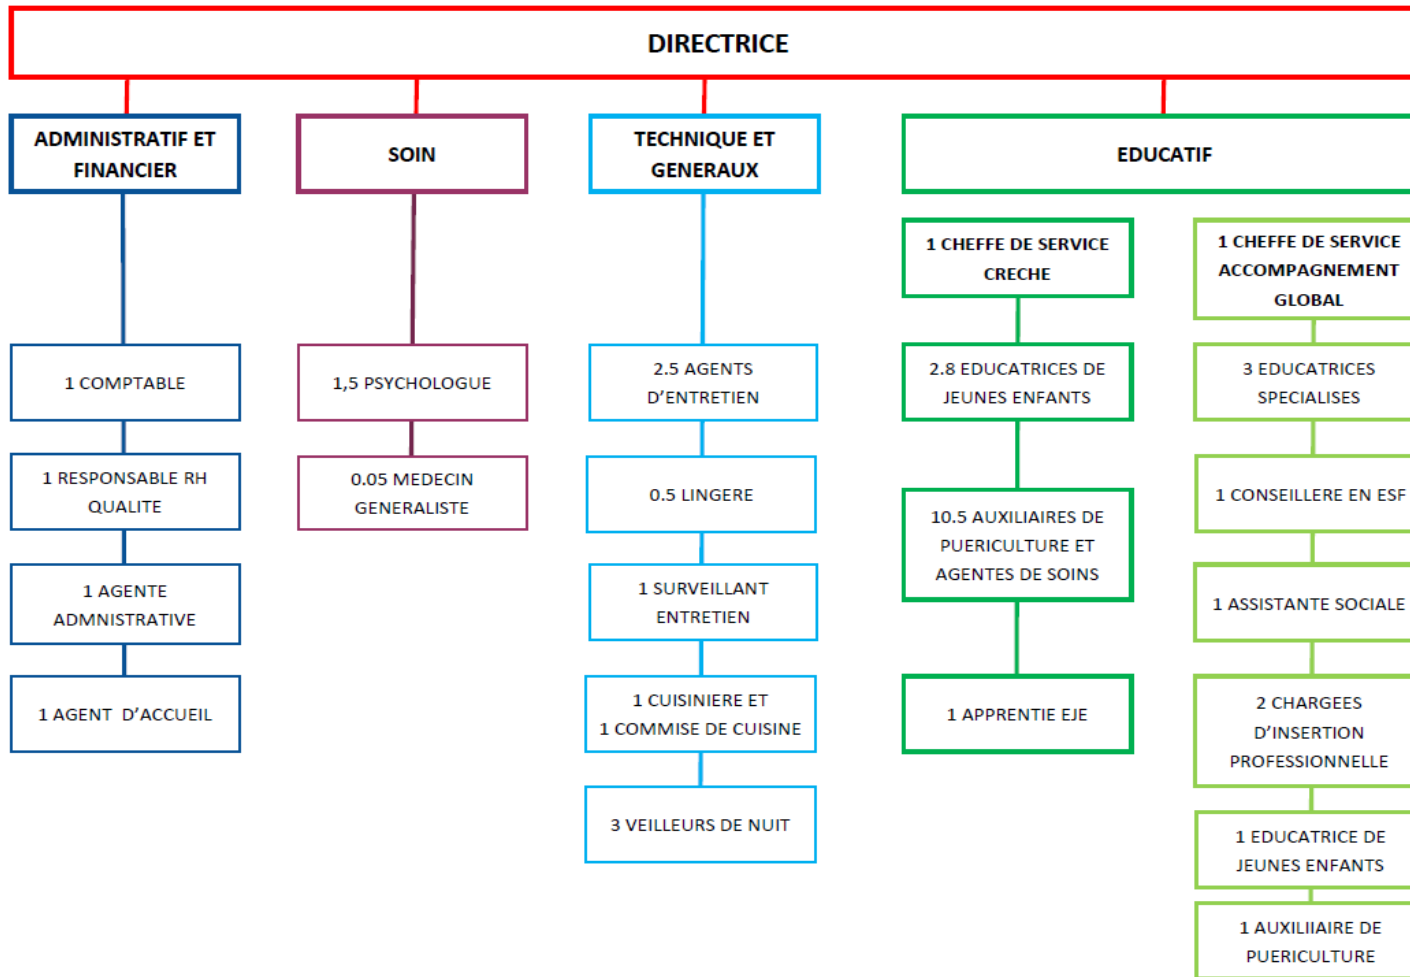 DIRECTRICE
ADMINISTRATIF ET
FINANCIER
SOIN
TECHNIQUE ET
GENERAUX
EDUCATIF
1 CHEFFE DE SERVICE
CRECHE
1 CHEFFE DE SERVICE
ACCOMPAGNEMENT
GLOBAL
1 COMPTABLE
1,5 PSYCHOLOGUE
2.5 AGENTS
D’ENTRETIEN
2.8 EDUCATRICES DE
JEUNES ENFANTS
3 EDUCATRICES
SPECIALISES
1 RESPONSABLE RH
QUALITE
0.05 MEDECIN
GENERALISTE
0.5 LINGERE
10.5 AUXILIAIRES DE
PUERICULTURE ET
AGENTES DE SOINS
1 CONSEILLERE EN ESF
1 AGENTE
ADMNISTRATIVE
1 SURVEILLANT
ENTRETIEN
1 ASSISTANTE SOCIALE
1 AGENT D’ACCUEIL
1 CUISINIERE ET
1 COMMISE DE CUISINE
1 APPRENTIE EJE
2 CHARGEES
D’INSERTION
PROFESSIONNELLE
3 VEILLEURS DE NUIT
1 EDUCATRICE DE
JEUNES ENFANTS
1 AUXILIIAIRE DE
PUERICULTURE